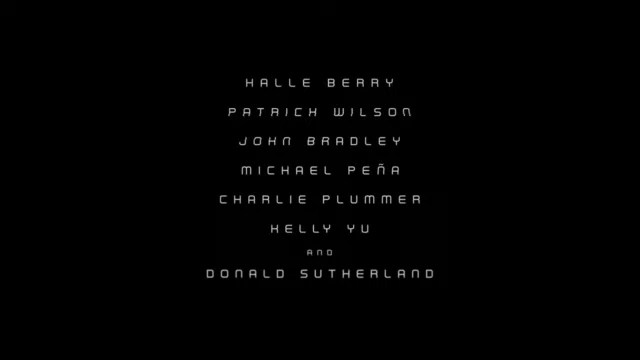 HALLE BERRY
PATRICK WILSON
JOHN BRADLEY
MICHAEL PEÑA
CHARLIE PLUMMER
KELLY YU
AND
DONALD SUTHERLAND